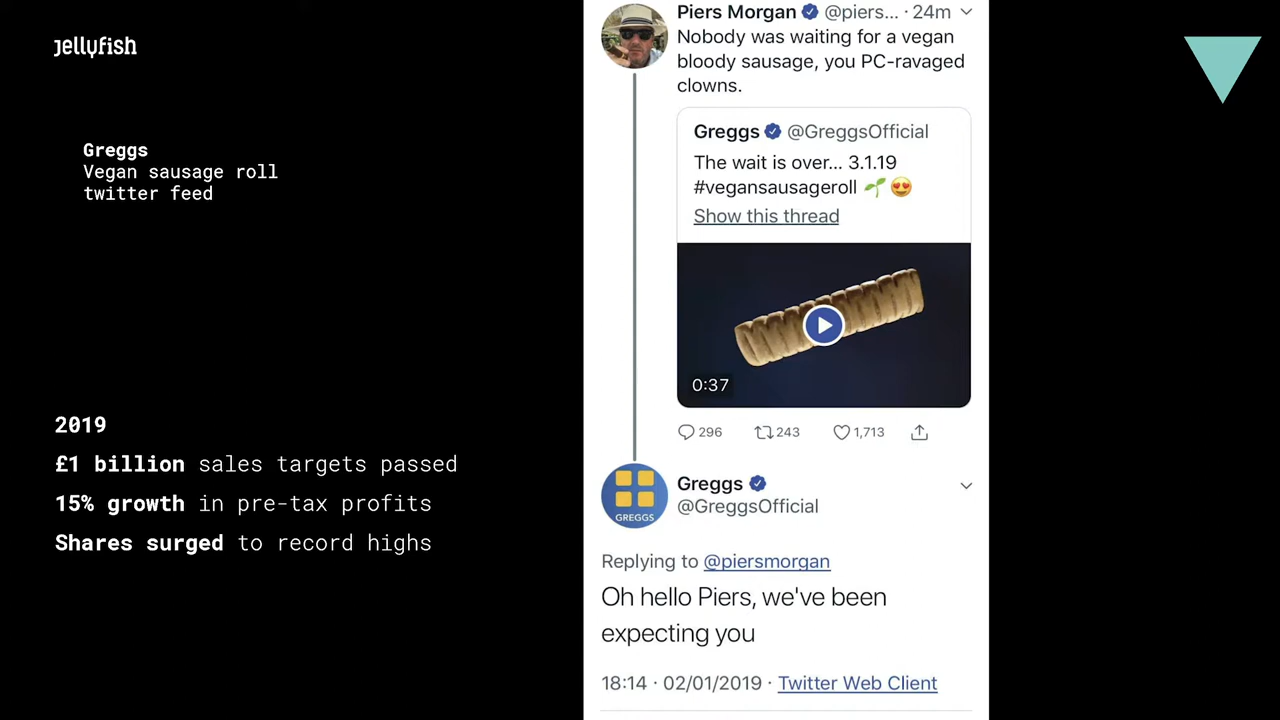 jellyfish
Greggs
Vegan sausage roll
twitter feed
2019
£1 billion sales targets passed
15% growth in pre-tax profits
Shares surged to record highs
Piers Morgan @piers... · 24m
Nobody was waiting for a vegan
bloody sausage, you PC-ravaged
clowns.
Greggs @GreggsOfficial
The wait is over... 3.1.19
#vegansausageroll 🌱 😍
Show this thread
0:37
296 243 1,713
GREGGS
Greggs
@GreggsOfficial
Replying to @piersmorgan
Oh hello Piers, we've been
expecting you
18:14 · 02/01/2019 · Twitter Web Client